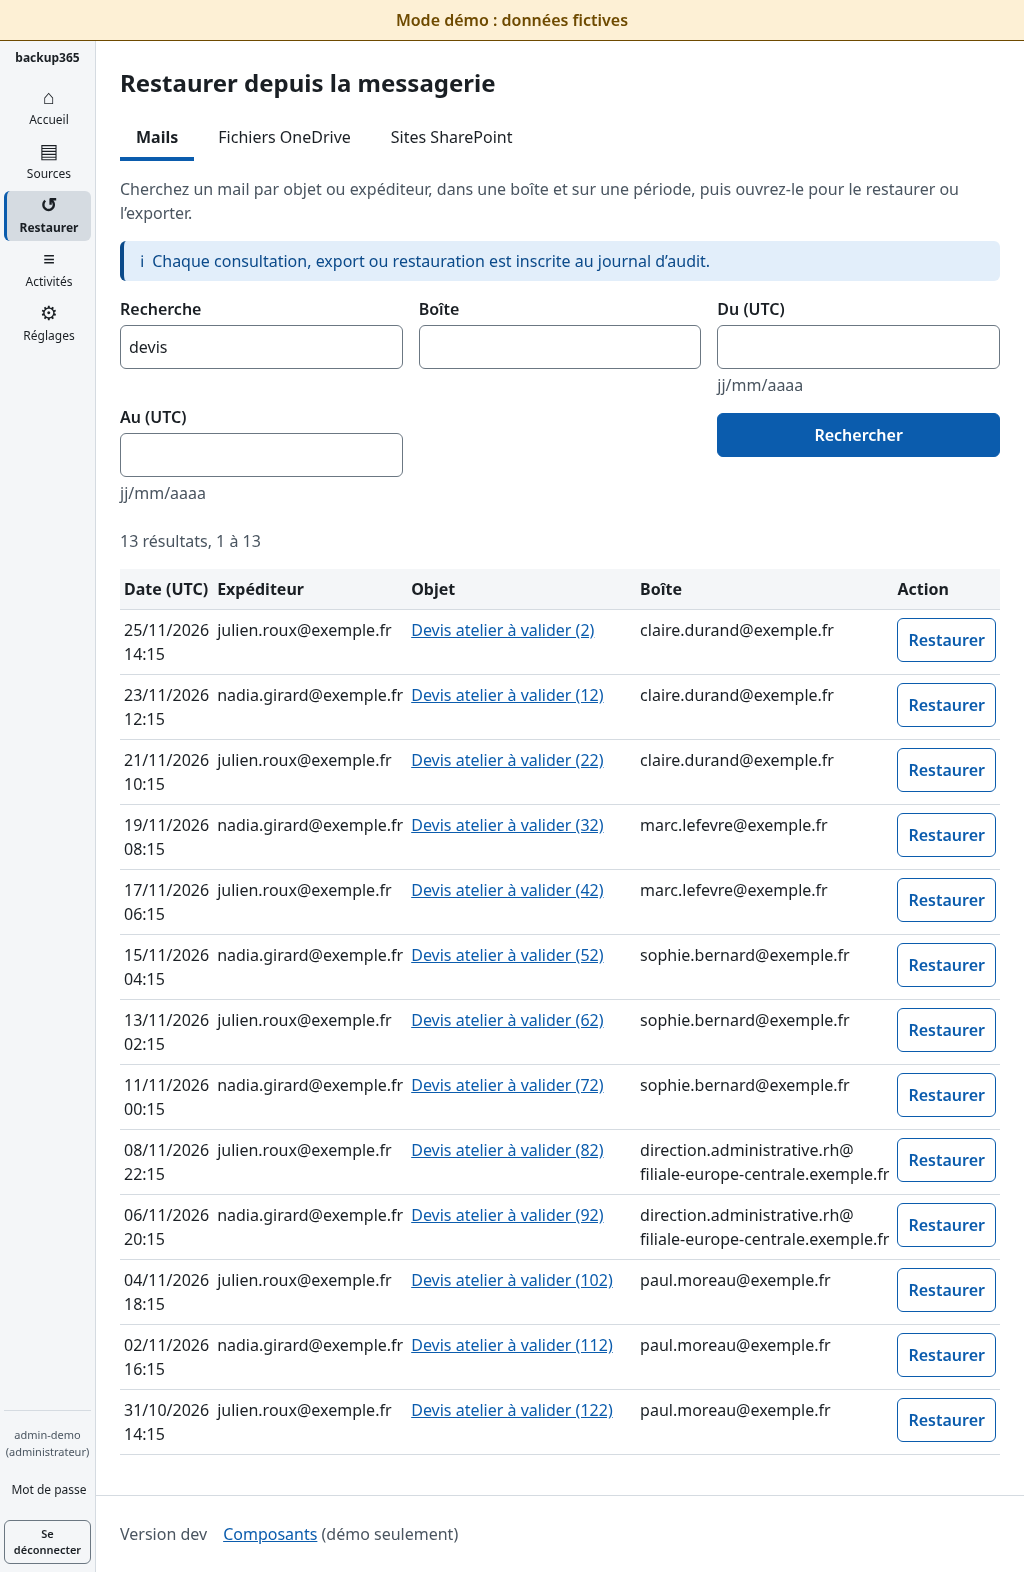 Mode démo : données fictives
backup365
Accueil
Sources
Restaurer
Activités
Réglages
admin-demo
(administrateur)
Mot de passe
Se
déconnecter
Restaurer depuis la messagerie
Mails Fichiers OneDrive Sites SharePoint
Cherchez un mail par objet ou expéditeur, dans une boîte et sur une période, puis ouvrez-le pour le restaurer ou
l’exporter.
i Chaque consultation, export ou restauration est inscrite au journal d’audit.
Recherche Boîte Du (UTC)
devis
jj/mm/aaaa
Au (UTC)
Rechercher
jj/mm/aaaa
13 résultats, 1 à 13
Date (UTC) Expéditeur Objet Boîte Action
25/11/2026 julien.roux@exemple.fr Devis atelier à valider (2) claire.durand@exemple.fr Restaurer
14:15
23/11/2026 nadia.girard@exemple.fr Devis atelier à valider (12) claire.durand@exemple.fr Restaurer
12:15
21/11/2026 julien.roux@exemple.fr Devis atelier à valider (22) claire.durand@exemple.fr Restaurer
10:15
19/11/2026 nadia.girard@exemple.fr Devis atelier à valider (32) marc.lefevre@exemple.fr Restaurer
08:15
17/11/2026 julien.roux@exemple.fr Devis atelier à valider (42) marc.lefevre@exemple.fr Restaurer
06:15
15/11/2026 nadia.girard@exemple.fr Devis atelier à valider (52) sophie.bernard@exemple.fr Restaurer
04:15
13/11/2026 julien.roux@exemple.fr Devis atelier à valider (62) sophie.bernard@exemple.fr Restaurer
02:15
11/11/2026 nadia.girard@exemple.fr Devis atelier à valider (72) sophie.bernard@exemple.fr Restaurer
00:15
08/11/2026 julien.roux@exemple.fr Devis atelier à valider (82) direction.administrative.rh@ Restaurer
22:15 filiale-europe-centrale.exemple.fr
06/11/2026 nadia.girard@exemple.fr Devis atelier à valider (92) direction.administrative.rh@ Restaurer
20:15 filiale-europe-centrale.exemple.fr
04/11/2026 julien.roux@exemple.fr Devis atelier à valider (102) paul.moreau@exemple.fr Restaurer
18:15
02/11/2026 nadia.girard@exemple.fr Devis atelier à valider (112) paul.moreau@exemple.fr Restaurer
16:15
31/10/2026 julien.roux@exemple.fr Devis atelier à valider (122) paul.moreau@exemple.fr Restaurer
14:15
Version dev Composants (démo seulement)